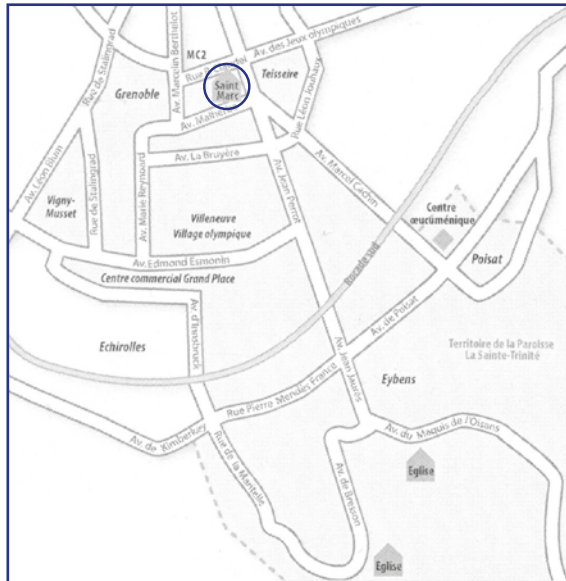 Rue de Stalingrad
Av. Marcelin Berthelot
MC2
Av. des Jeux olympiques
Grenoble
Saint
Marc
Teisseire
Rue Léon Jouhaux
Av. Malherbe
Av. Léon Blum
Av. La Bruyère
Av. Marcel Cachin
Av. Jean Perrot
Vigny-
Musset
Rue de Stalingrad
Av. Marie Reynoard
Villeneuve
Village olympique
Centre
œucuménique
Poisat
Av. Edmond Esmonin
Centre commercial Grand Place
Rocade sud
Av. d'Innsbruck
Av. de Poisat
Echirolles
Territoire de la Paroisse
La Sainte-Trinité
Av. Jean Jaurès
Eybens
Rue Pierre Mendès France
Av. de Kimberley
Rue de la Mantelle
Av. du Maquis de l'Oisans
Av. de Bresson
Eglise
Eglise